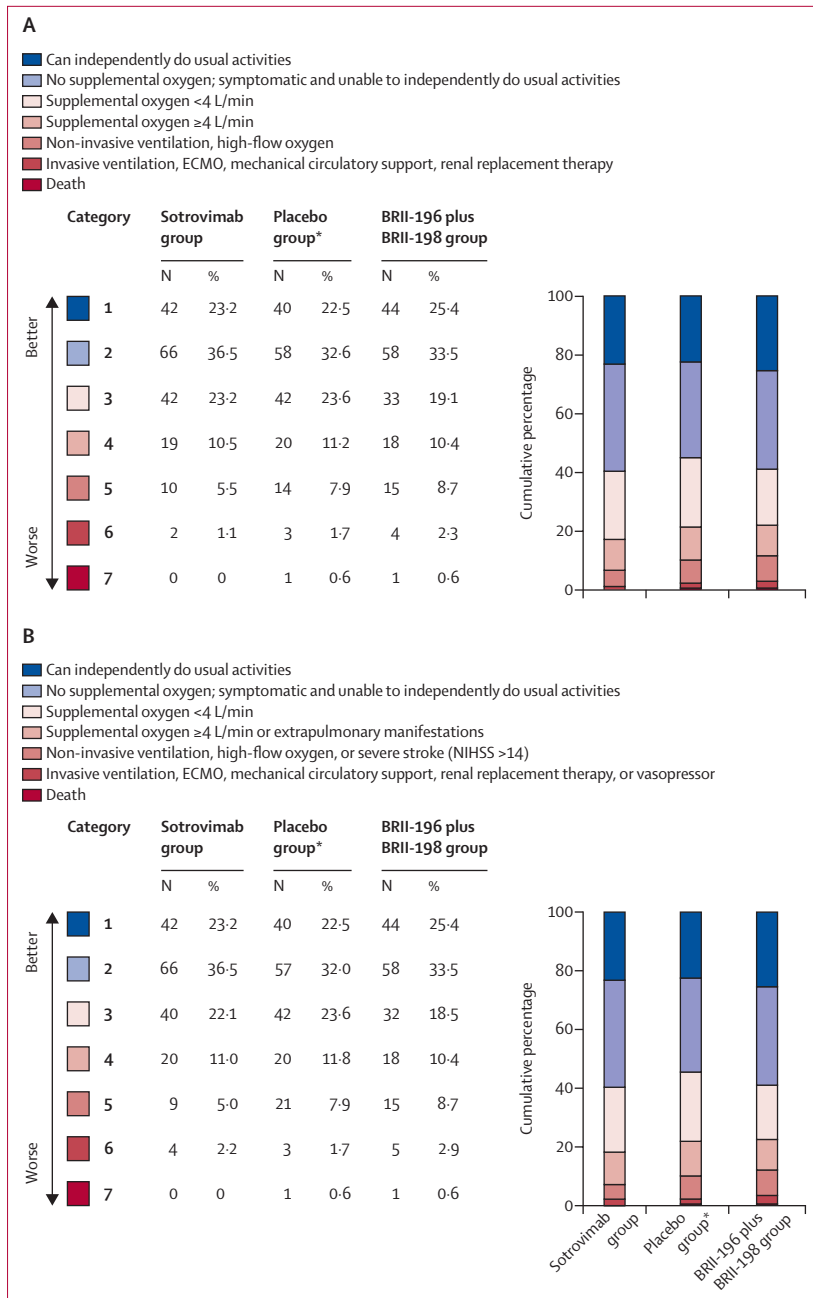 A
Can independently do usual activities
No supplemental oxygen; symptomatic and unable to independently do usual activities
Supplemental oxygen <4 L/min
Supplemental oxygen ≥4 L/min
Non-invasive ventilation, high-flow oxygen
Invasive ventilation, ECMO, mechanical circulatory support, renal replacement therapy
Death
Category Sotrovimab group Placebo group* BRII-196 plus BRII-198 group
N % N % N %
Better
1 42 23·2 40 22·5 44 25·4
2 66 36·5 58 32·6 58 33·5
3 42 23·2 42 23·6 33 19·1
4 19 10·5 20 11·2 18 10·4
5 10 5·5 14 7·9 15 8·7
6 2 1·1 3 1·7 4 2·3
7 0 0 1 0·6 1 0·6
Worse
Cumulative percentage
100
80
60
40
20
0
B
Can independently do usual activities
No supplemental oxygen; symptomatic and unable to independently do usual activities
Supplemental oxygen <4 L/min
Supplemental oxygen ≥4 L/min or extrapulmonary manifestations
Non-invasive ventilation, high-flow oxygen, or severe stroke (NIHSS >14)
Invasive ventilation, ECMO, mechanical circulatory support, renal replacement therapy, or vasopressor
Death
Category Sotrovimab group Placebo group* BRII-196 plus BRII-198 group
N % N % N %
Better
1 42 23·2 40 22·5 44 25·4
2 66 36·5 57 32·0 58 33·5
3 40 22·1 42 23·6 32 18·5
4 20 11·0 20 11·8 18 10·4
5 9 5·0 21 7·9 15 8·7
6 4 2·2 3 1·7 5 2·9
7 0 0 1 0·6 1 0·6
Worse
Cumulative percentage
100
80
60
40
20
0
Sotrovimab
group
Placebo
group*
BRII-196 plus
BRII-198 group